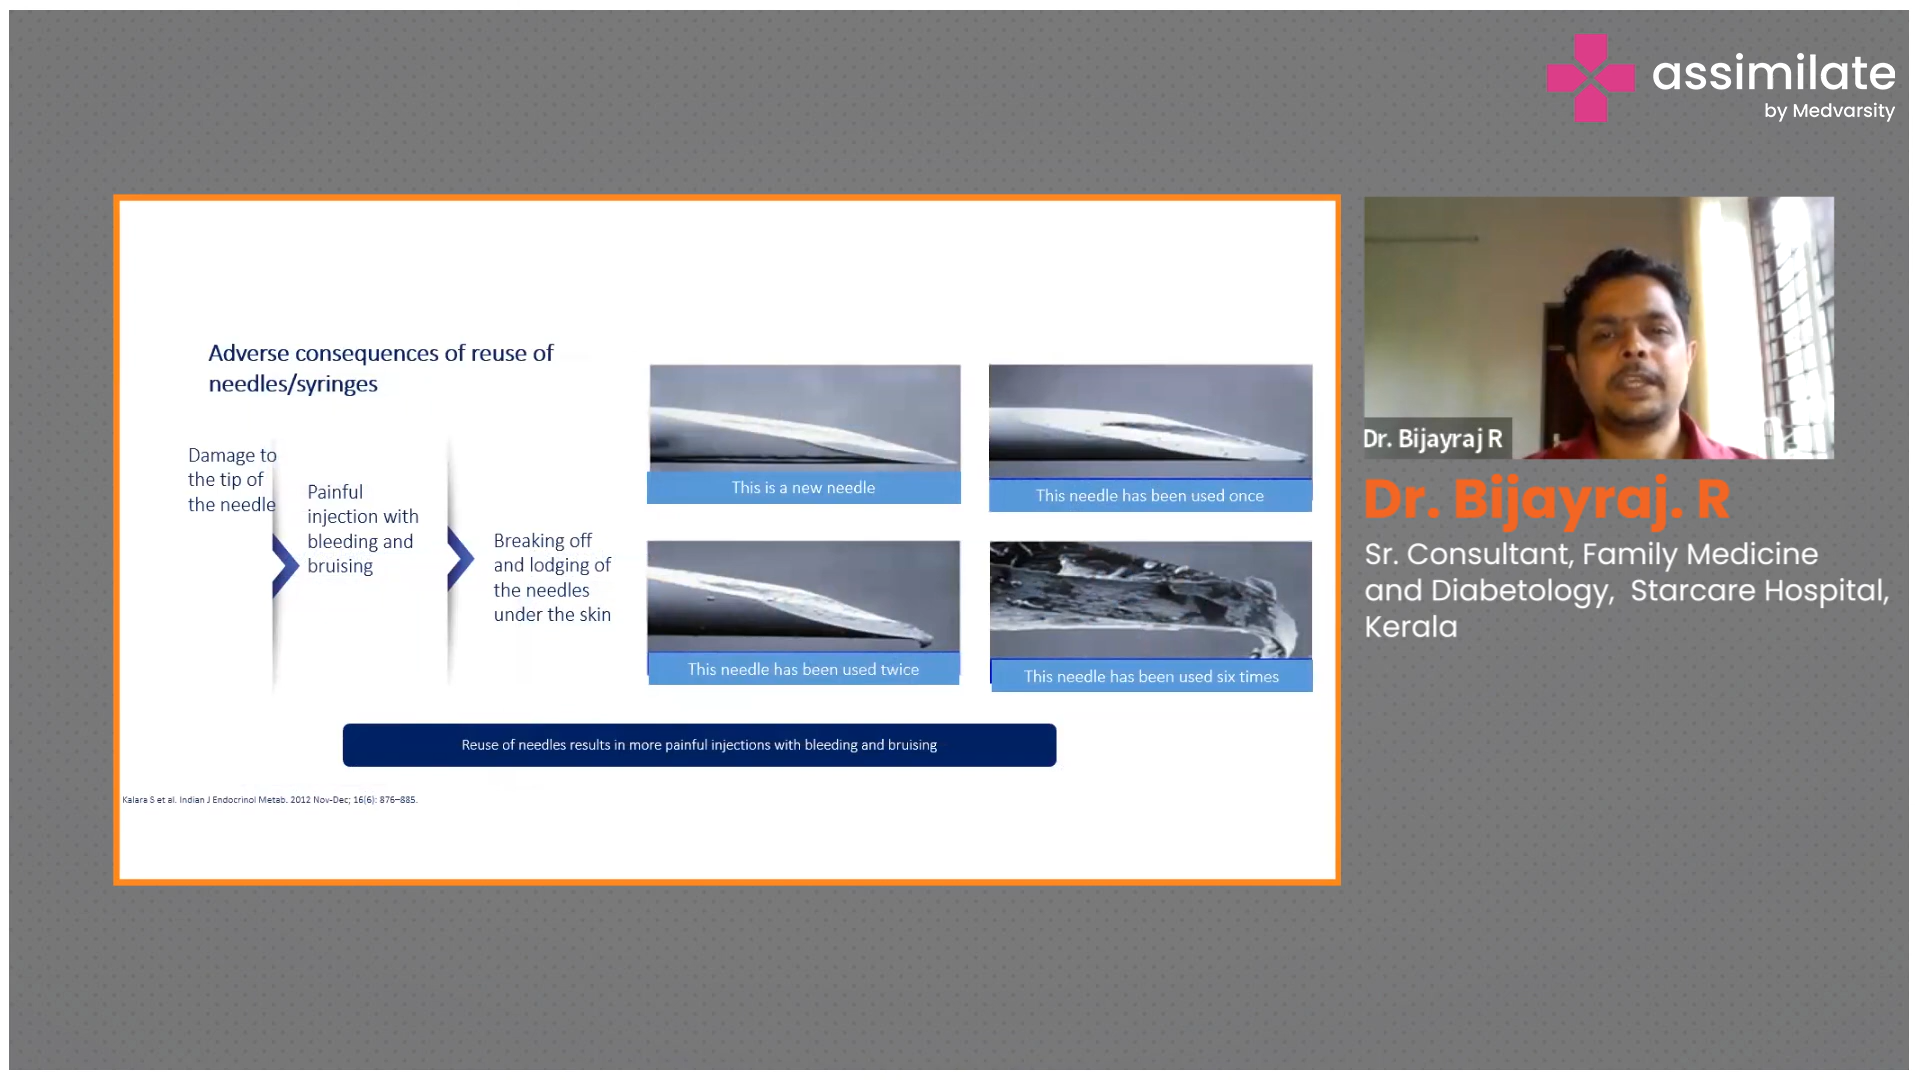 assimilate
by Medvarsity
Adverse consequences of reuse of
needles/syringes
Damage to
the tip of
the needle
Painful
injection with
bleeding and
bruising
Breaking off
and lodging of
the needles
under the skin
This is a new needle
This needle has been used once
This needle has been used twice
This needle has been used six times
Reuse of needles results in more painful injections with bleeding and bruising
Kalara S et al. Indian J Endocrinol Metab. 2012 Nov-Dec; 16(6): 876–885.
Dr. Bijayraj R
Dr. Bijayraj. R
Sr. Consultant, Family Medicine
and Diabetology, Starcare Hospital,
Kerala